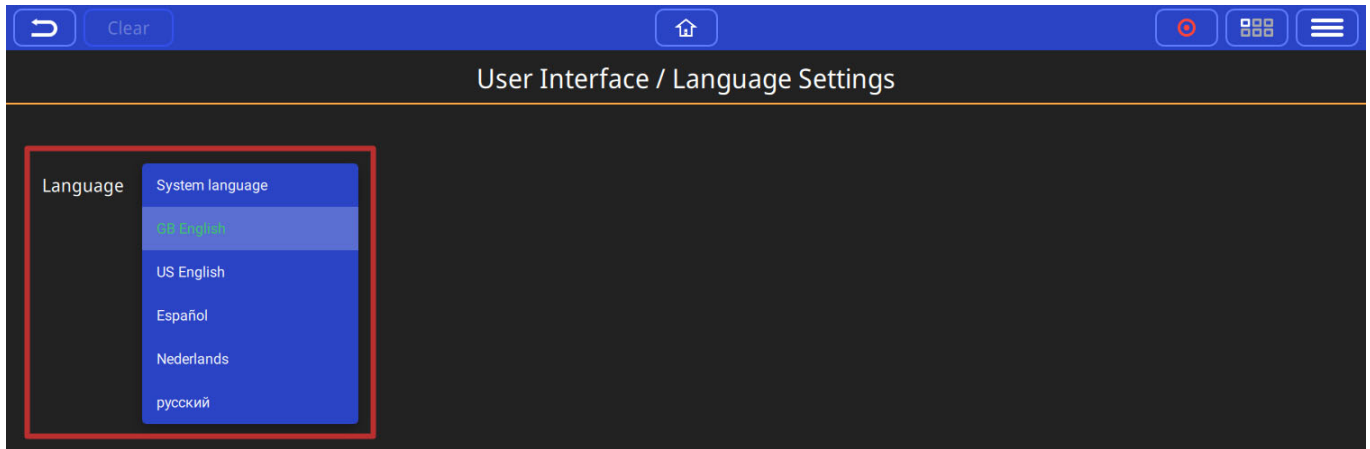 Clear
User Interface / Language Settings
Language
System language
GB English
US English
Español
Nederlands
русский